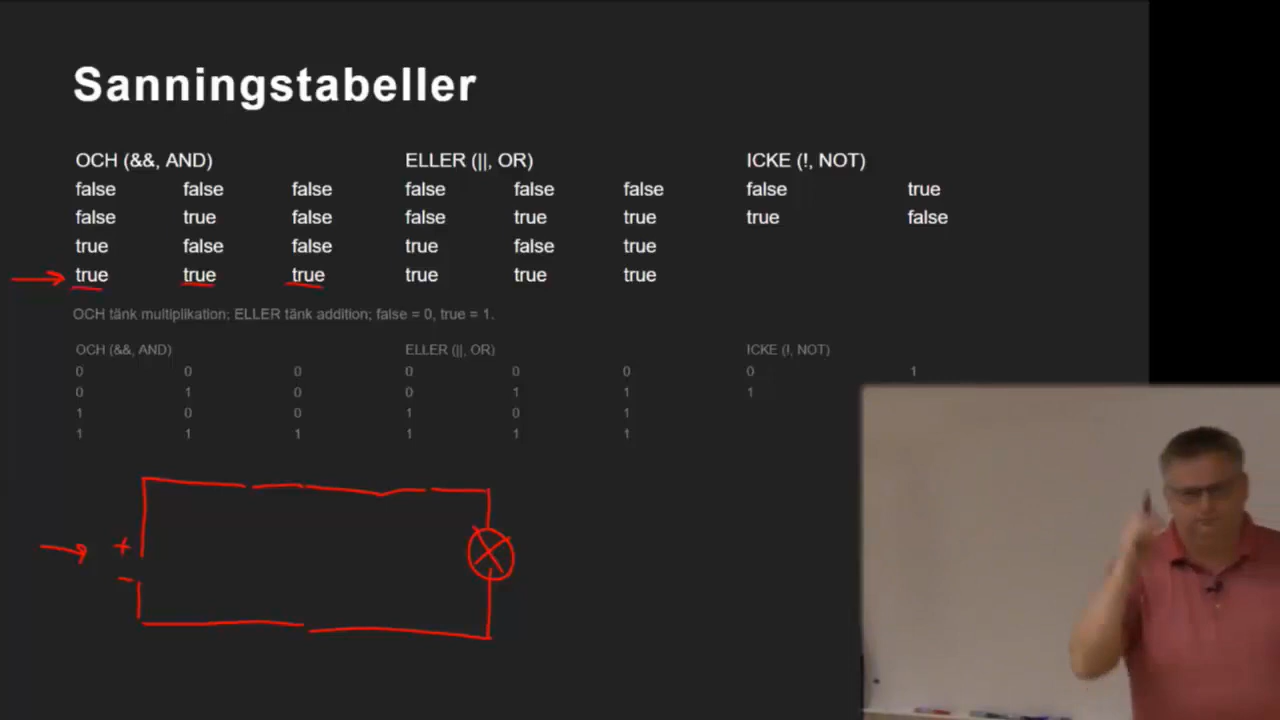 Sanningstabeller
OCH (&&, AND) ELLER (||, OR) ICKE (!, NOT)
false false false false false false false true
false true false false true true true false
true false false true false true
true true true true true true
OCH tänk multiplikation; ELLER tänk addition; false = 0, true = 1.
OCH (&&, AND) ELLER (||, OR) ICKE (!, NOT)
0 0 0 0 0 0 0 1
0 1 0 0 1 1 1
1 0 0 1 0 1
1 1 1 1 1 1
+
-